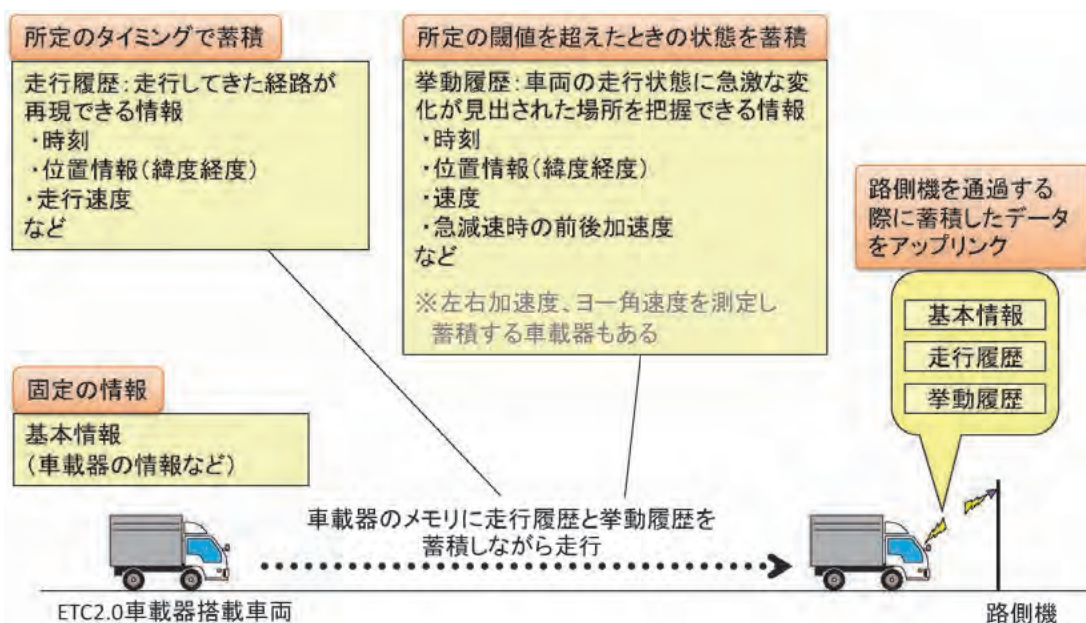 所定のタイミングで蓄積
走行履歴：走行してきた経路が
再現できる情報
・時刻
・位置情報(緯度経度)
・走行速度
など
所定の閾値を超えたときの状態を蓄積
挙動履歴：車両の走行状態に急激な変
化が見出された場所を把握できる情報
・時刻
・位置情報(緯度経度)
・速度
・急減速時の前後加速度
など
※左右加速度、ヨー角速度を測定し
蓄積する車載器もある
路側機を通過する
際に蓄積したデータ
をアップリンク
基本情報
走行履歴
挙動履歴
固定の情報
基本情報
(車載器の情報など)
車載器のメモリに走行履歴と挙動履歴を
蓄積しながら走行
ETC2.0車載器搭載車両
路側機